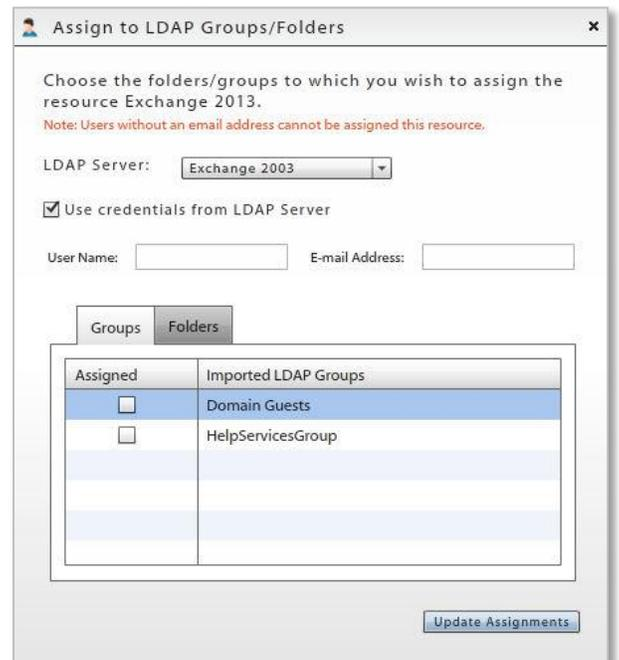 Assign to LDAP Groups/Folders
Choose the folders/groups to which you wish to assign the
resource Exchange 2013.
Note: Users without an email address cannot be assigned this resource.
LDAP Server: Exchange 2003
Use credentials from LDAP Server
User Name: E-mail Address:
Groups Folders
Assigned Imported LDAP Groups
Domain Guests
HelpServicesGroup
Update Assignments